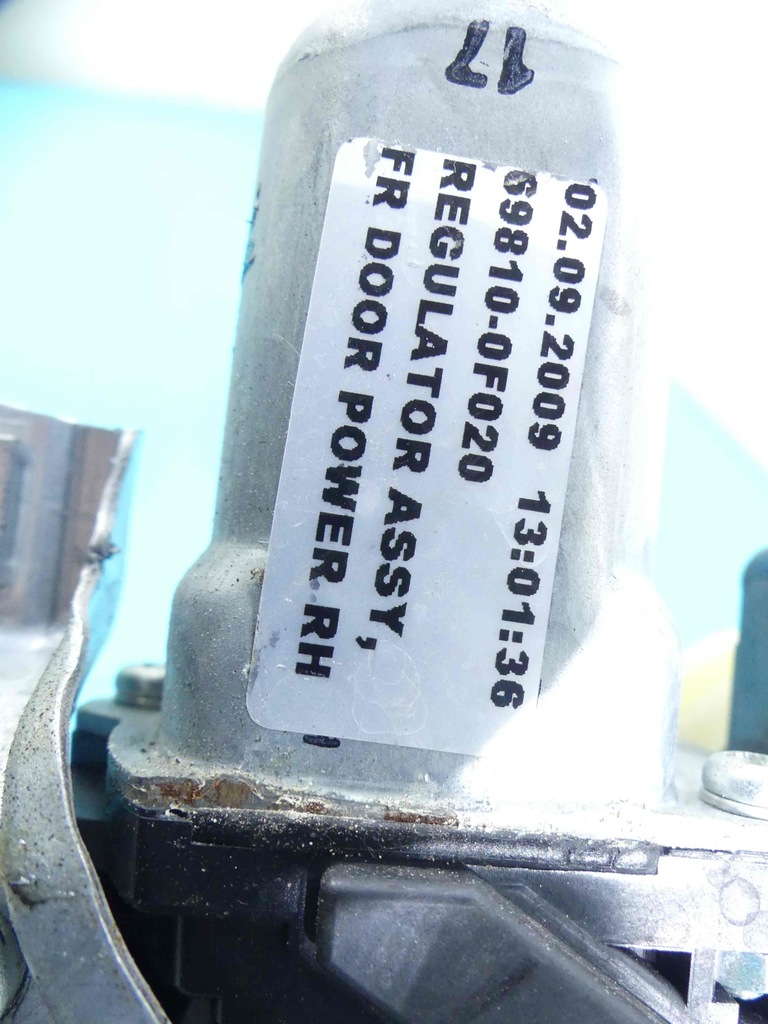 17
02.09.2009 13:01:36
69810-0F020
REGULATOR ASSY,
FR DOOR POWER RH